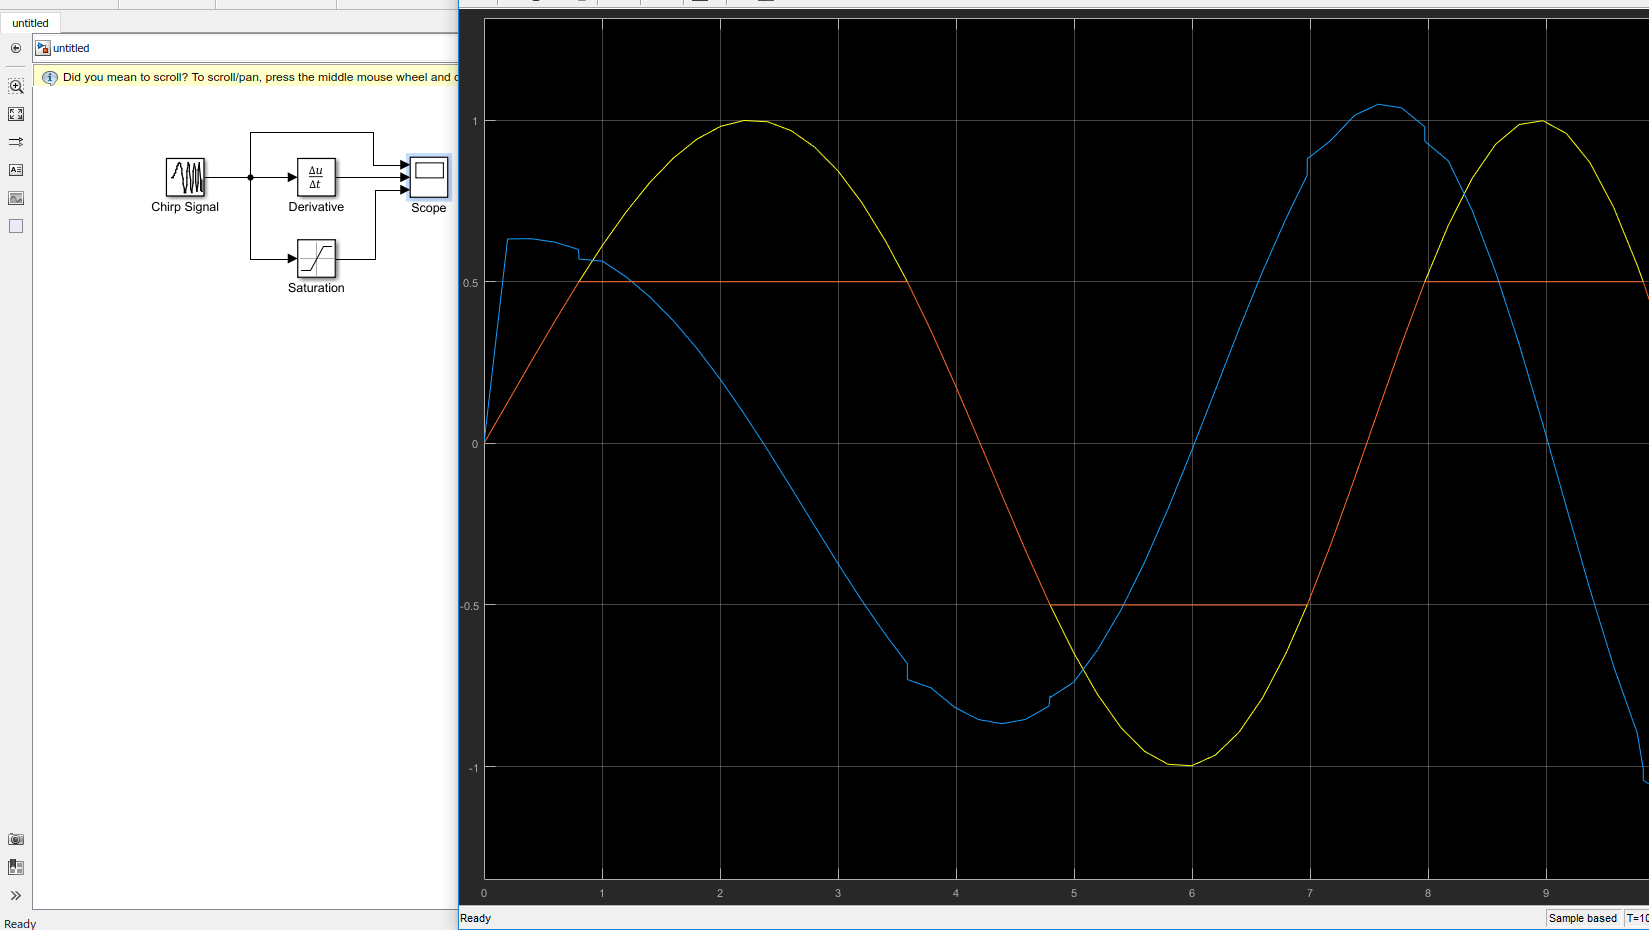 untitled
untitled
Did you mean to scroll? To scroll/pan, press the middle mouse wheel and
Δu
Δt
Chirp Signal
Derivative
Scope
Saturation
A
Ready
1
0.5
0
-0.5
-1
0 1 2 3 4 5 6 7 8 9
Ready
Sample based
T=10